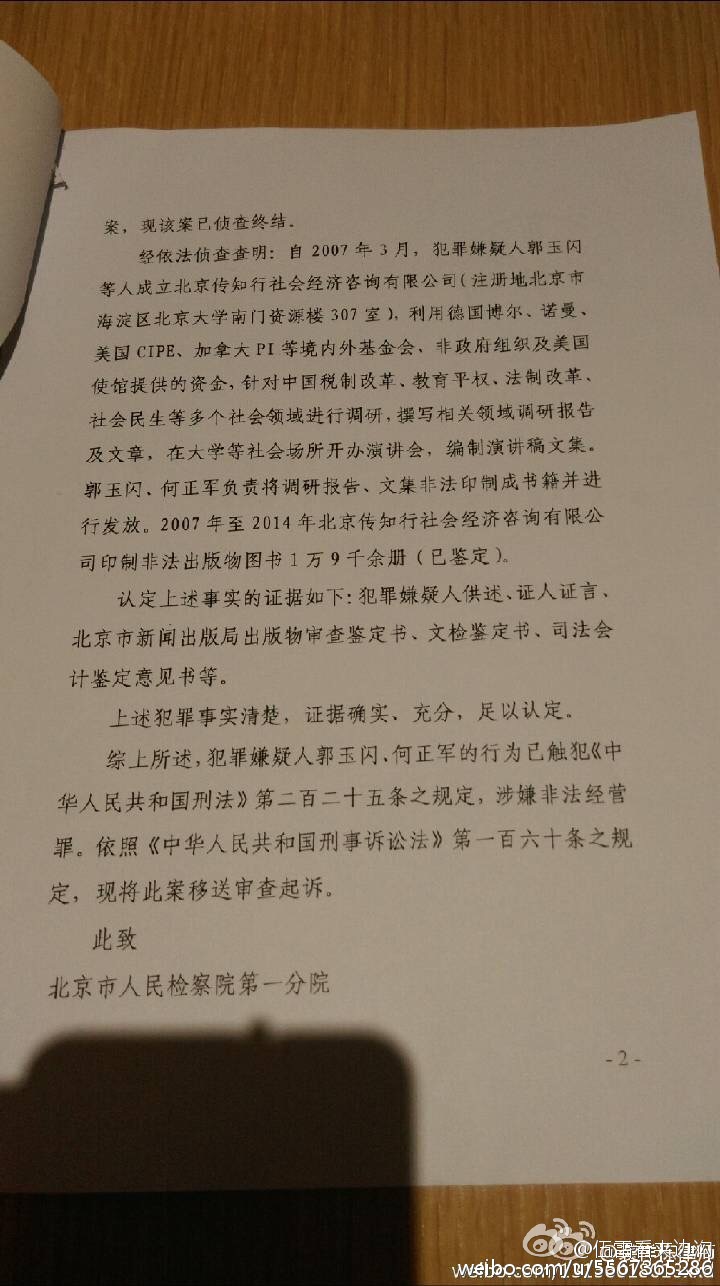 案，现该案已侦查终结。
经依法侦查查明：自 2007 年 3 月，犯罪嫌疑人郭玉闪
等人成立北京传知行社会经济咨询有限公司（注册地北京市
海淀区北京大学南门资源楼 307 室），利用德国博尔、诺曼、
美国 CIPE、加拿大 PI 等境内外基金会、非政府组织及美国
使馆提供的资金，针对中国税制改革、教育平权、法制改革、
社会民生等多个社会领域进行调研，撰写相关领域调研报告
及文章，在大学等社会场所开办演讲会，编制演讲稿文集。
郭玉闪、何正军负责将调研报告、文集非法印制成书籍并进
行发放。2007 年至 2014 年北京传知行社会经济咨询有限公
司印制非法出版物图书 1 万 9 千余册（已鉴定）。
认定上述事实的证据如下：犯罪嫌疑人供述、证人证言、
北京市新闻出版局出版物审查鉴定书、文检鉴定书、司法会
计鉴定意见书等。
上述犯罪事实清楚，证据确实、充分，足以认定。
综上所述，犯罪嫌疑人郭玉闪、何正军的行为已触犯《中
华人民共和国刑法》第二百二十五条之规定，涉嫌非法经营
罪。依照《中华人民共和国刑事诉讼法》第一百六十条之规
定，现将此案移送审查起诉。
此致
北京市人民检察院第一分院
- 2 -
weibo.com/u/5567865286